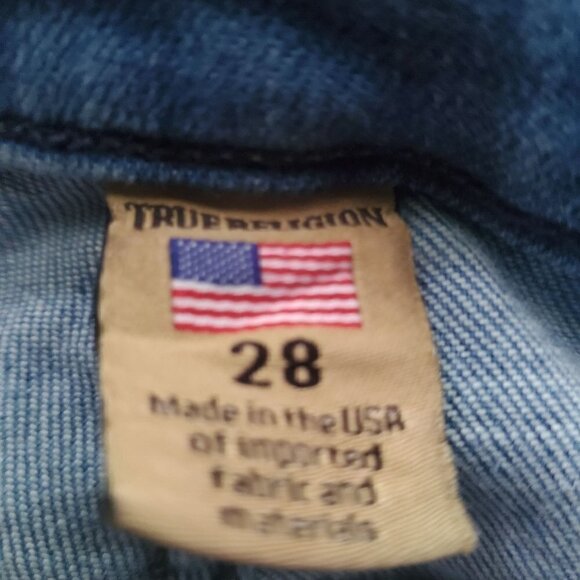 TRUE RELIGION
28
Made in the USA
of imported
fabric and
materials